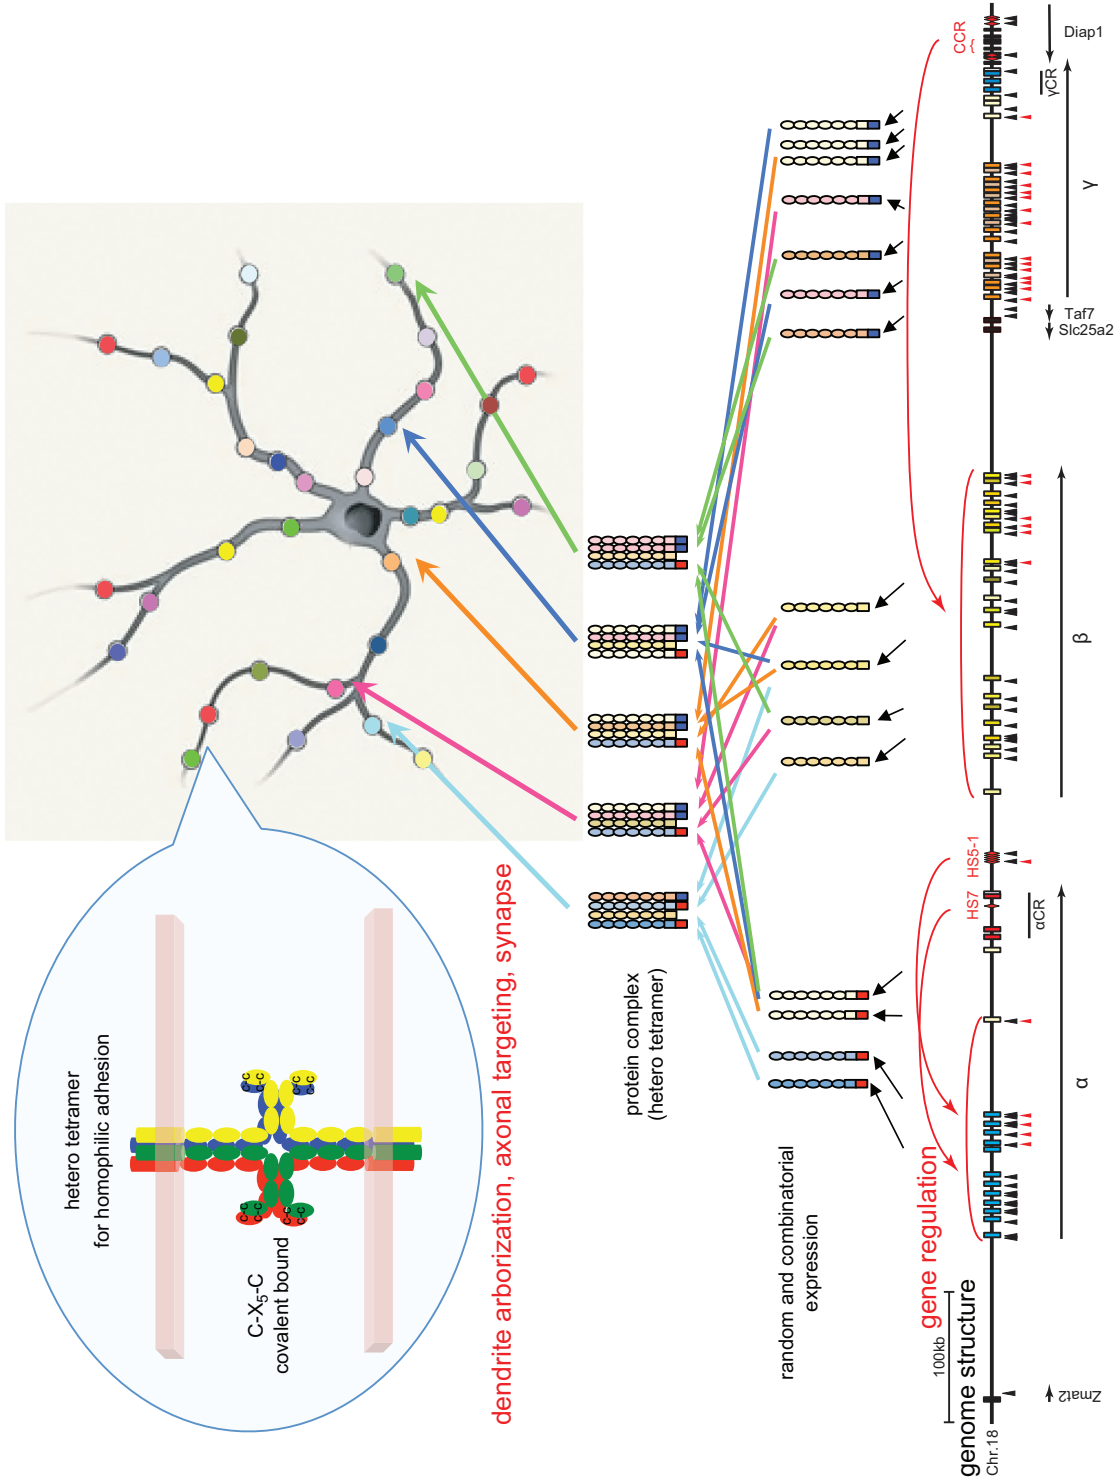 hetero tetramer
for homophilic adhesion
C-C
C-C
C-C
C-C
C-C
C-C
C-C
C-C
C-X5-C
covalent bound
dendrite arborization, axonal targeting, synapse
protein complex
(hetero tetramer)
random and combinatorial
expression
gene regulation
100kb
genome structure
Chr.18
HS7
HS5-1
CCR
{
αCR
γCR
Zmat2
α
β
Slc25a2
Taf7
γ
Diap1